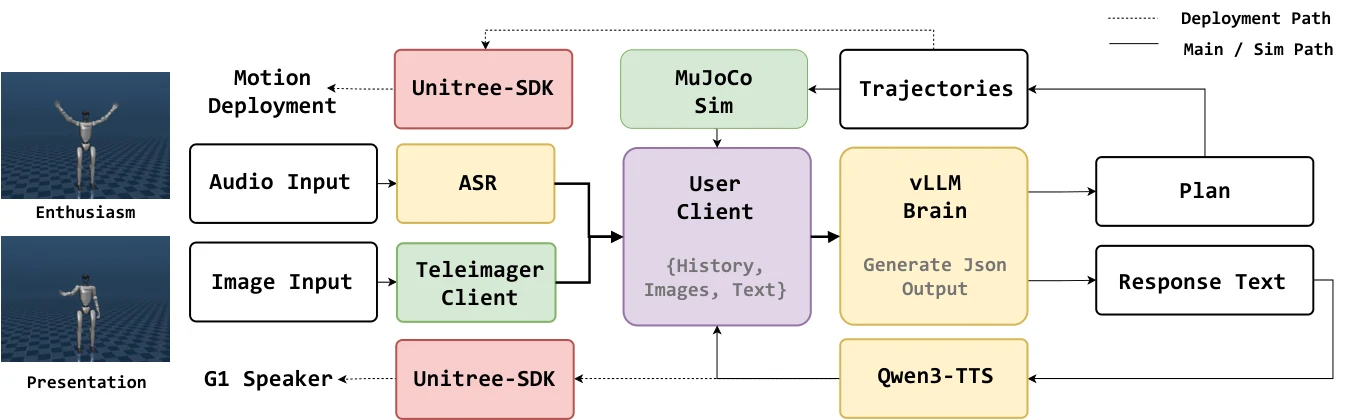 Deployment Path
Main / Sim Path
Enthusiasm
Presentation
Motion
Deployment
Unitree-SDK
MuJoCo
Sim
Trajectories
Audio Input
ASR
User
Client
{History,
Images, Text}
vLLM
Brain
Generate Json
Output
Plan
Image Input
Teleimager
Client
Response Text
G1 Speaker
Unitree-SDK
Qwen3-TTS